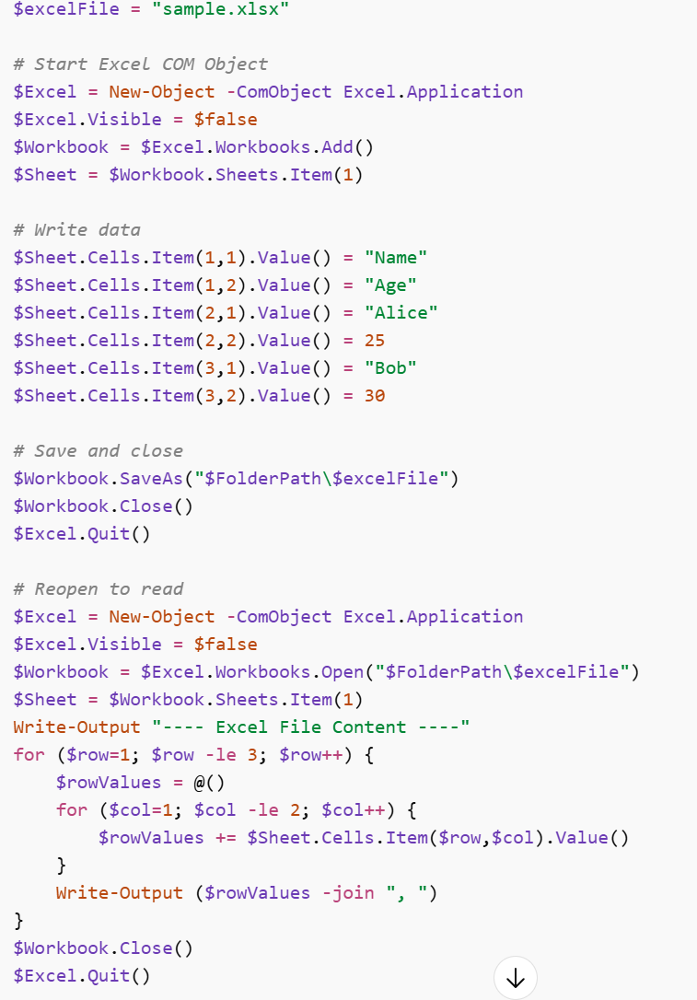 $excelFile = "sample.xlsx"
# Start Excel COM Object
$Excel = New-Object -ComObject Excel.Application
$Excel.Visible = $false
$Workbook = $Excel.Workbooks.Add()
$Sheet = $Workbook.Sheets.Item(1)
# Write data
$Sheet.Cells.Item(1,1).Value() = "Name"
$Sheet.Cells.Item(1,2).Value() = "Age"
$Sheet.Cells.Item(2,1).Value() = "Alice"
$Sheet.Cells.Item(2,2).Value() = 25
$Sheet.Cells.Item(3,1).Value() = "Bob"
$Sheet.Cells.Item(3,2).Value() = 30
# Save and close
$Workbook.SaveAs("$FolderPath\$excelFile")
$Workbook.Close()
$Excel.Quit()
# Reopen to read
$Excel = New-Object -ComObject Excel.Application
$Excel.Visible = $false
$Workbook = $Excel.Workbooks.Open("$FolderPath\$excelFile")
$Sheet = $Workbook.Sheets.Item(1)
Write-Output "---- Excel File Content ----"
for ($row=1; $row -le 3; $row++) {
    $rowValues = @()
    for ($col=1; $col -le 2; $col++) {
        $rowValues += $Sheet.Cells.Item($row,$col).Value()
    }
    Write-Output ($rowValues -join ", ")
}
$Workbook.Close()
$Excel.Quit()